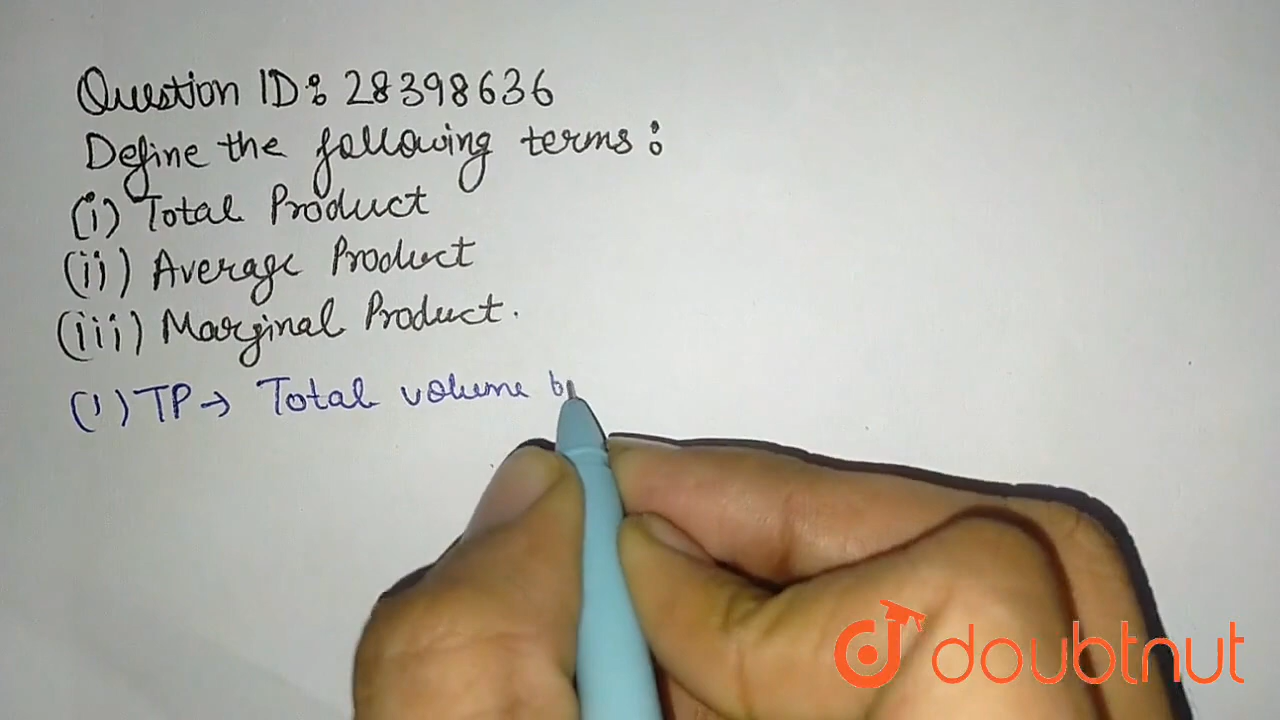 Question ID: 28398636
Define the following terms:
(i) Total Product
(ii) Average Product
(iii) Marginal Product.
(i) TP → Total volume
doubtnut